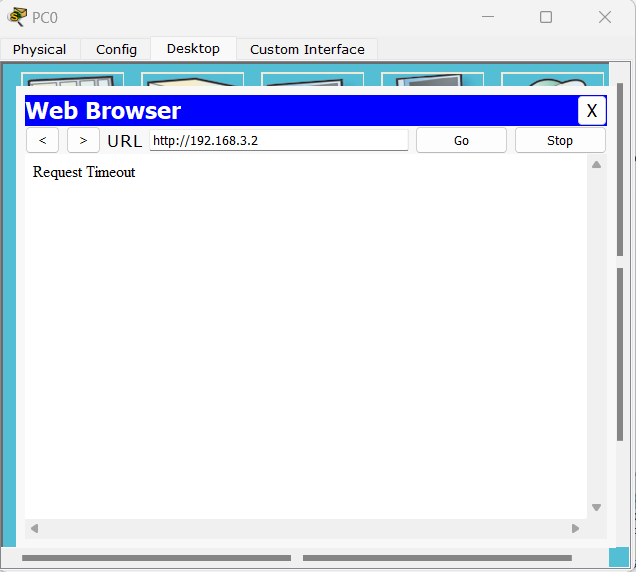 PC0
Physical Config Desktop Custom Interface
Web Browser X
< > URL http://192.168.3.2 Go Stop
Request Timeout